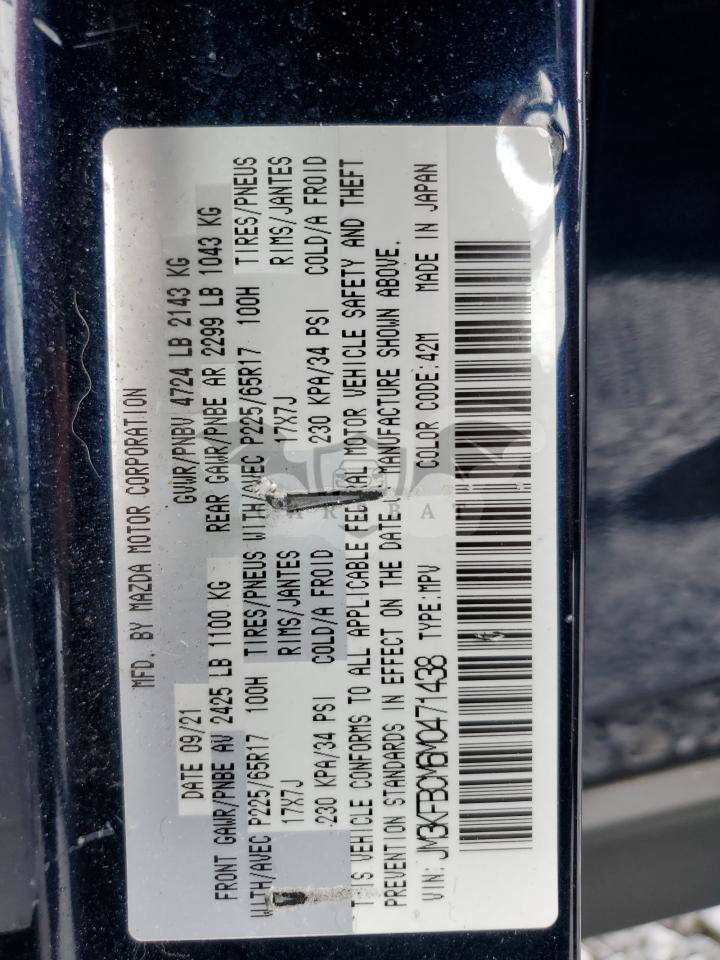 MFD. BY MAZDA MOTOR CORPORATION
DATE 09/21 GVWR/PNBV 4724 LB 2143 KG
FRONT GAWR/PNBE AV 2425 LB 1100 KG REAR GAWR/PNBE AR 2299 LB 1043 KG
WITH/AVEC P225/65R17 100H TIRES/PNEUS WITH/AVEC P225/65R17 100H TIRES/PNEUS
17X7J RIMS/JANTES 17X7J RIMS/JANTES
230 KPA/34 PSI COLD/A FROID 230 KPA/34 PSI COLD/A FROID
THIS VEHICLE CONFORMS TO ALL APPLICABLE FEDERAL MOTOR VEHICLE SAFETY AND THEFT
PREVENTION STANDARDS IN EFFECT ON THE DATE MANUFACTURE SHOWN ABOVE.
VIN: JM3KFBCM6M0471438 TYPE:MPV COLOR CODE:42M MADE IN JAPAN